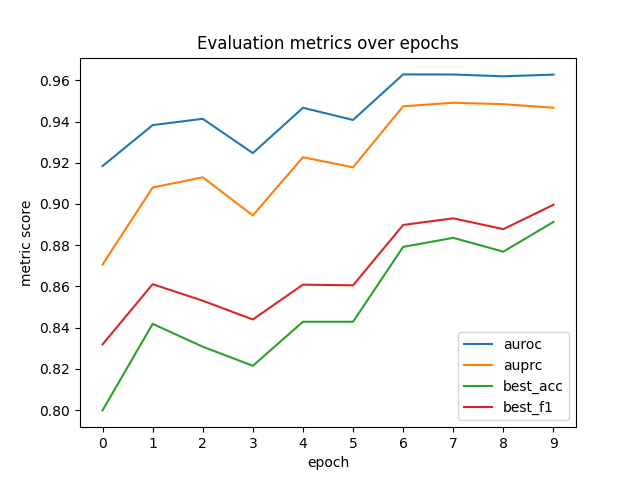 Evaluation metrics over epochs
metric score
0.96
0.94
0.92
0.90
0.88
0.86
0.84
0.82
0.80
auroc
auprc
best_acc
best_f1
0 1 2 3 4 5 6 7 8 9
epoch